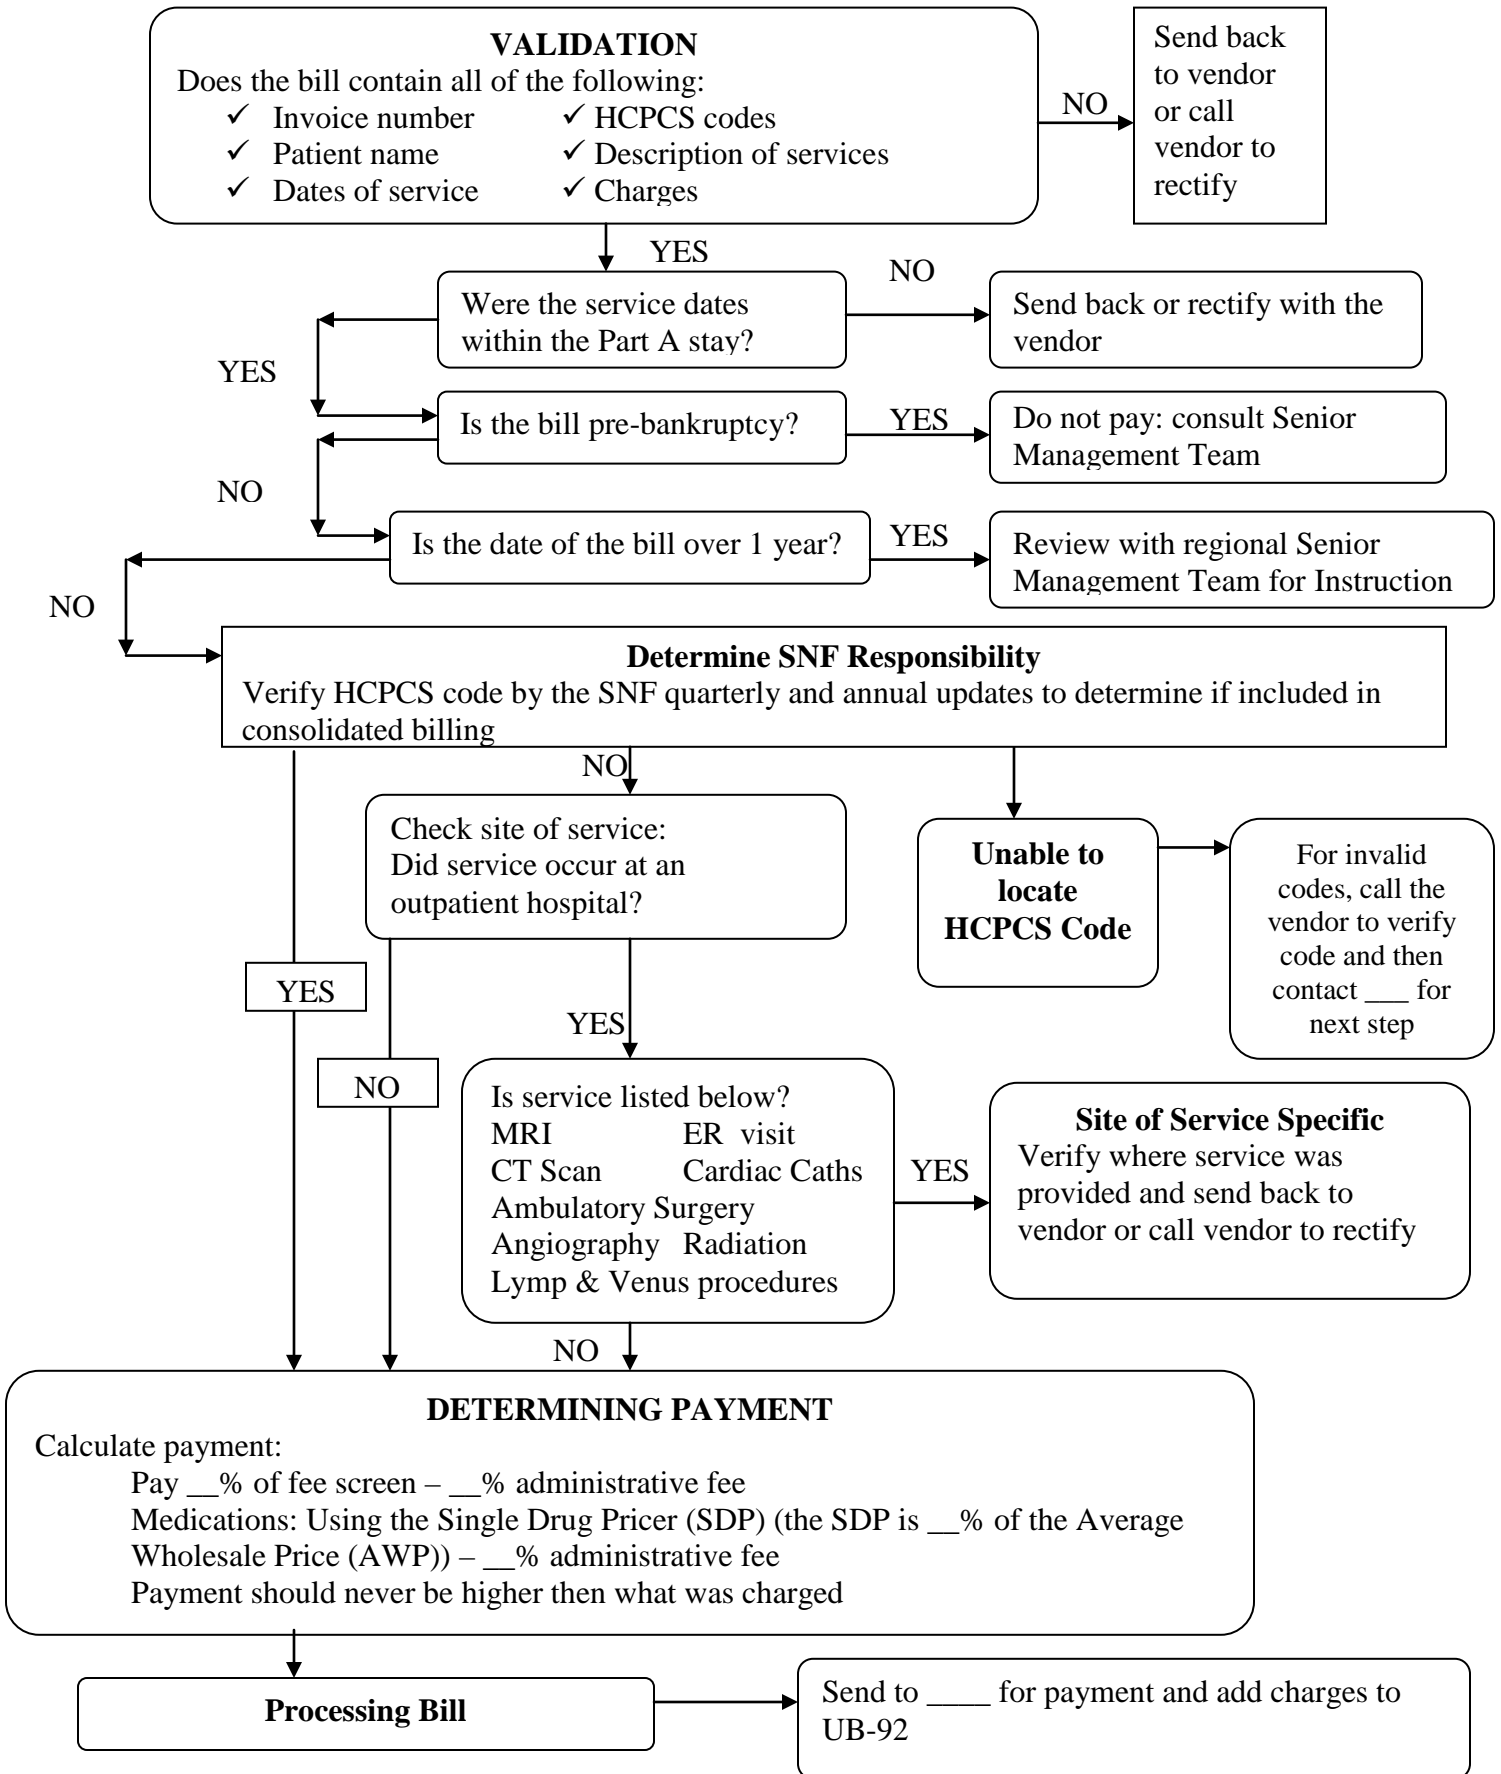 VALIDATION
Does the bill contain all of the following:
✓ Invoice number ✓ HCPCS codes
✓ Patient name ✓ Description of services
✓ Dates of service ✓ Charges
NO
Send back
to vendor
or call
vendor to
rectify
YES
Were the service dates
within the Part A stay?
NO
Send back or rectify with the
vendor
YES
Is the bill pre-bankruptcy?
YES
Do not pay: consult Senior
Management Team
NO
Is the date of the bill over 1 year?
YES
Review with regional Senior
Management Team for Instruction
NO
Determine SNF Responsibility
Verify HCPCS code by the SNF quarterly and annual updates to determine if included in
consolidated billing
NO
Check site of service:
Did service occur at an
outpatient hospital?
Unable to
locate
HCPCS Code
For invalid
codes, call the
vendor to verify
code and then
contact ___ for
next step
YES
YES
NO
Is service listed below?
MRI ER visit
CT Scan Cardiac Caths
Ambulatory Surgery
Angiography Radiation
Lymp & Venus procedures
YES
Site of Service Specific
Verify where service was
provided and send back to
vendor or call vendor to rectify
NO
DETERMINING PAYMENT
Calculate payment:
Pay __% of fee screen – __% administrative fee
Medications: Using the Single Drug Pricer (SDP) (the SDP is __% of the Average
Wholesale Price (AWP)) – __% administrative fee
Payment should never be higher then what was charged
Processing Bill
Send to ____ for payment and add charges to
UB-92